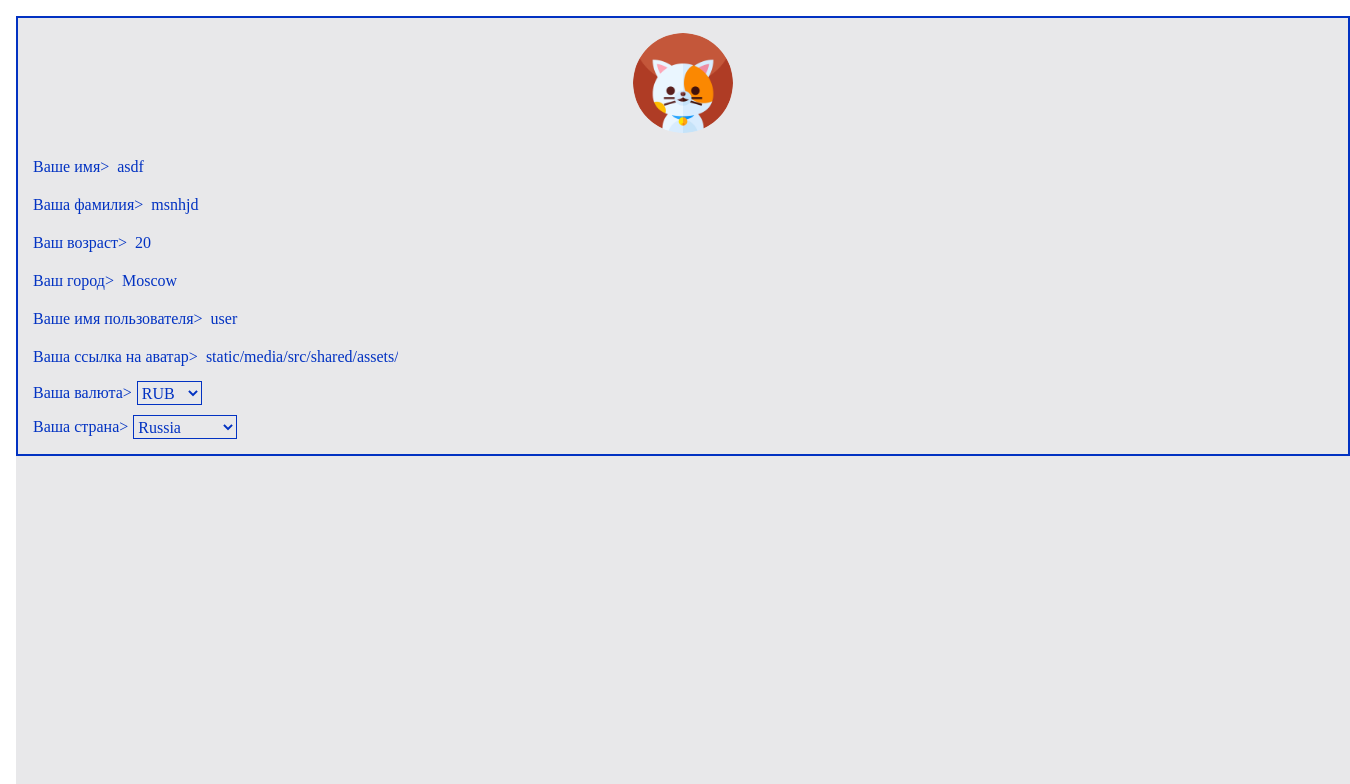 Ваше имя> asdf
Ваша фамилия> msnhjd
Ваш возраст> 20
Ваш город> Moscow
Ваше имя пользователя> user
Ваша ссылка на аватар> static/media/src/shared/assets/
Ваша валюта> RUB
Ваша страна> Russia